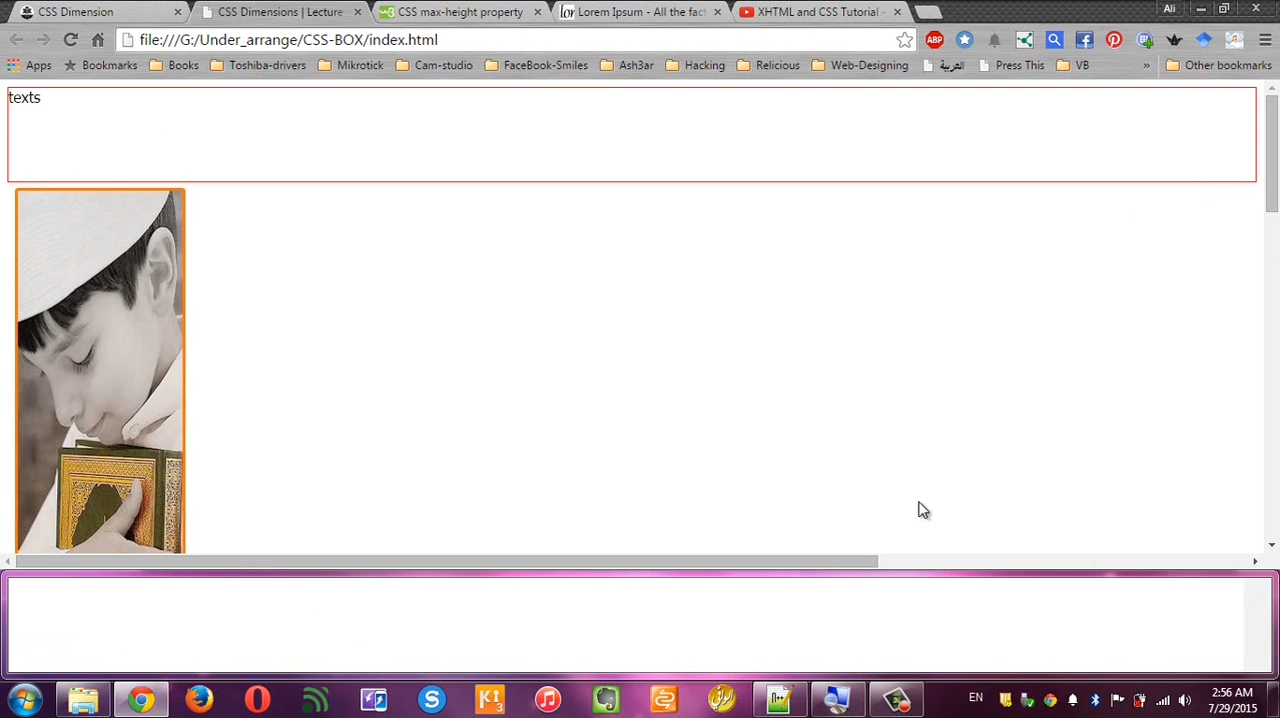 CSS Dimension
CSS Dimensions | Lecture
CSS max-height property
Lorem Ipsum - All the fact
XHTML and CSS Tutorial -
Ali
file:///G:/Under_arrange/CSS-BOX/index.html
ABP
Apps
Bookmarks
Books
Toshiba-drivers
Mikrotick
Cam-studio
FaceBook-Smiles
Ash3ar
Hacking
Relicious
Web-Designing
العربية
Press This
VB
»
Other bookmarks
texts
EN
2:56 AM
7/29/2015